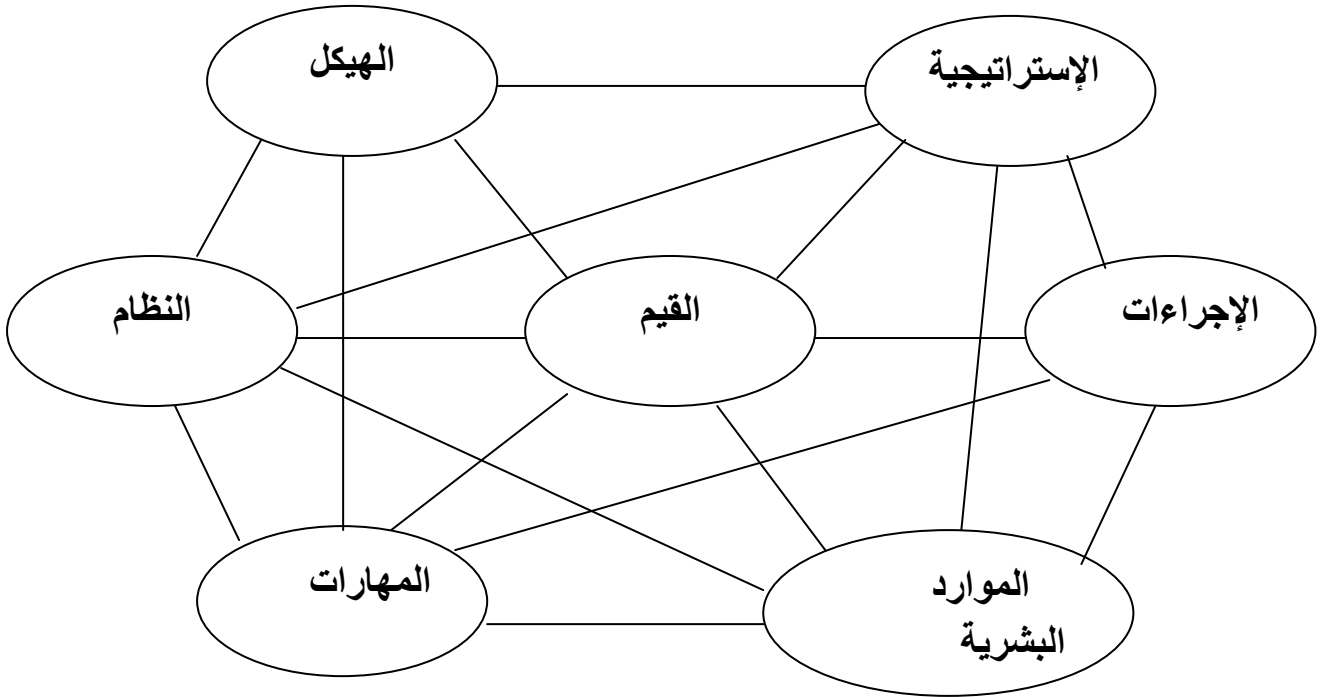 الهيكل
الإستراتيجية
النظام
القيم
الإجراءات
المهارات
الموارد
البشرية